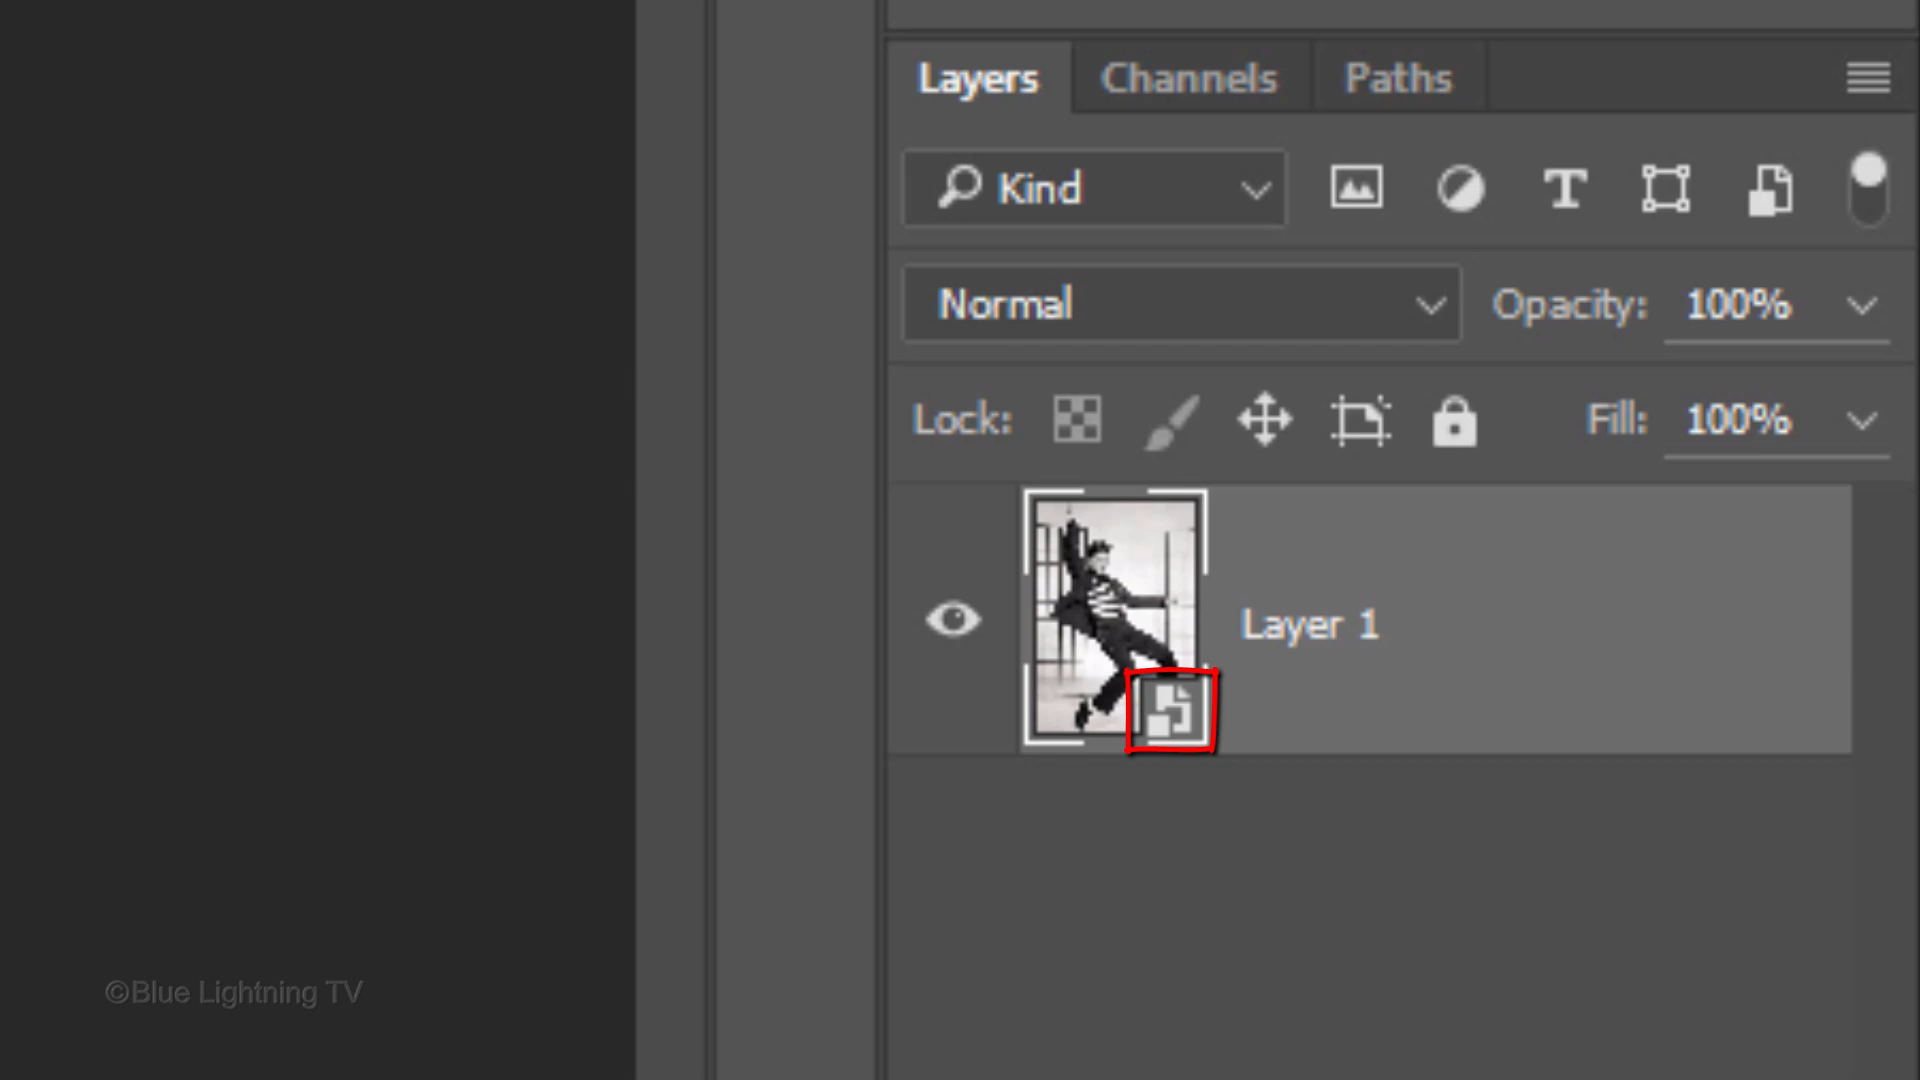 Layers Channels Paths
Kind
Normal Opacity: 100%
Lock: Fill: 100%
Layer 1
©Blue Lightning TV